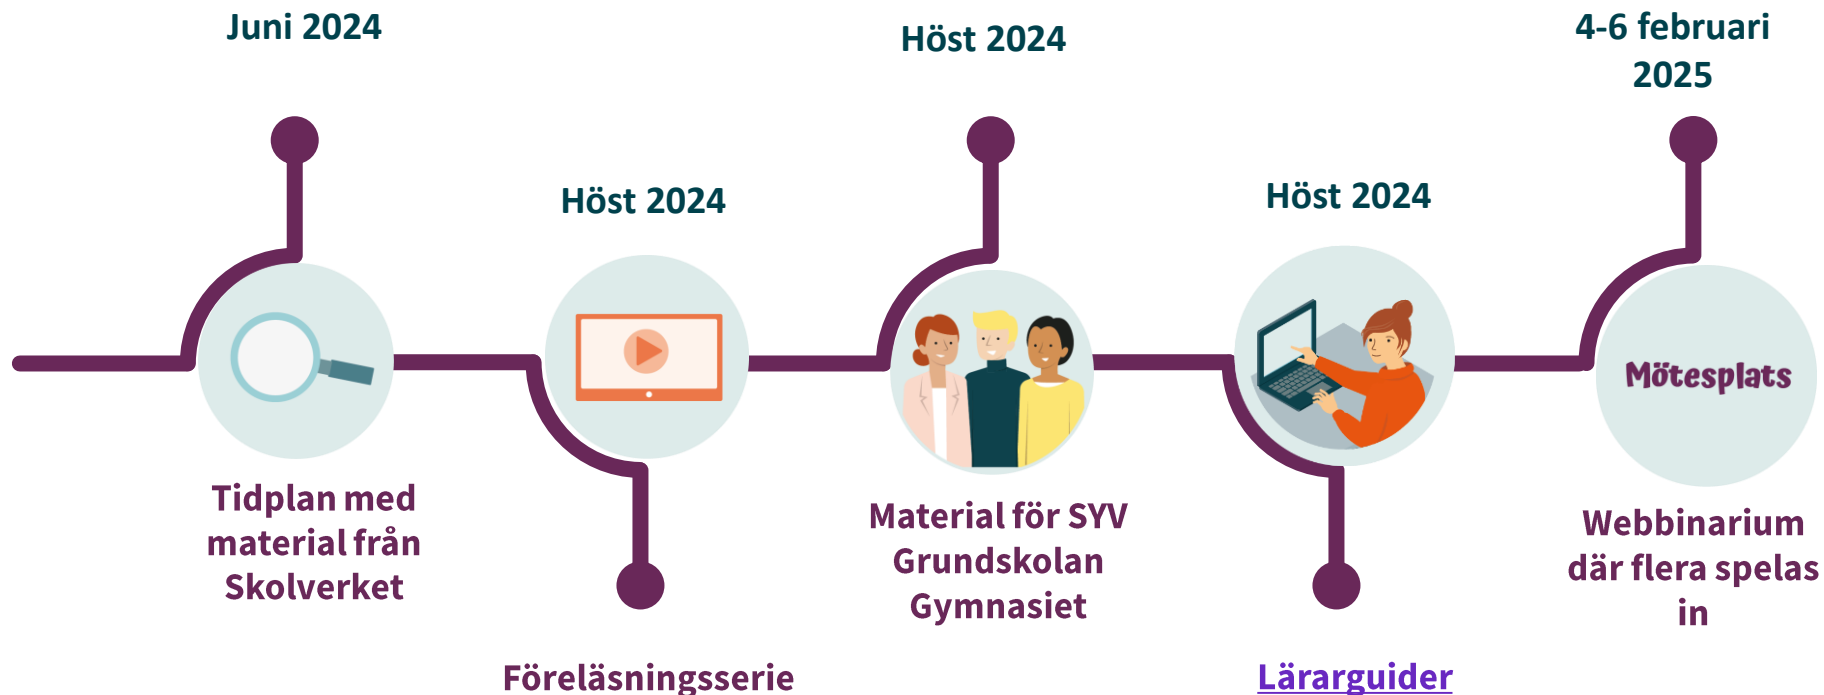 Juni 2024
Tidplan med
material från
Skolverket
Höst 2024
Föreläsningsserie
Höst 2024
Material för SYV
Grundskolan
Gymnasiet
Höst 2024
Lärarguider
4-6 februari
2025
Mötesplats
Webbinarium
där flera spelas
in